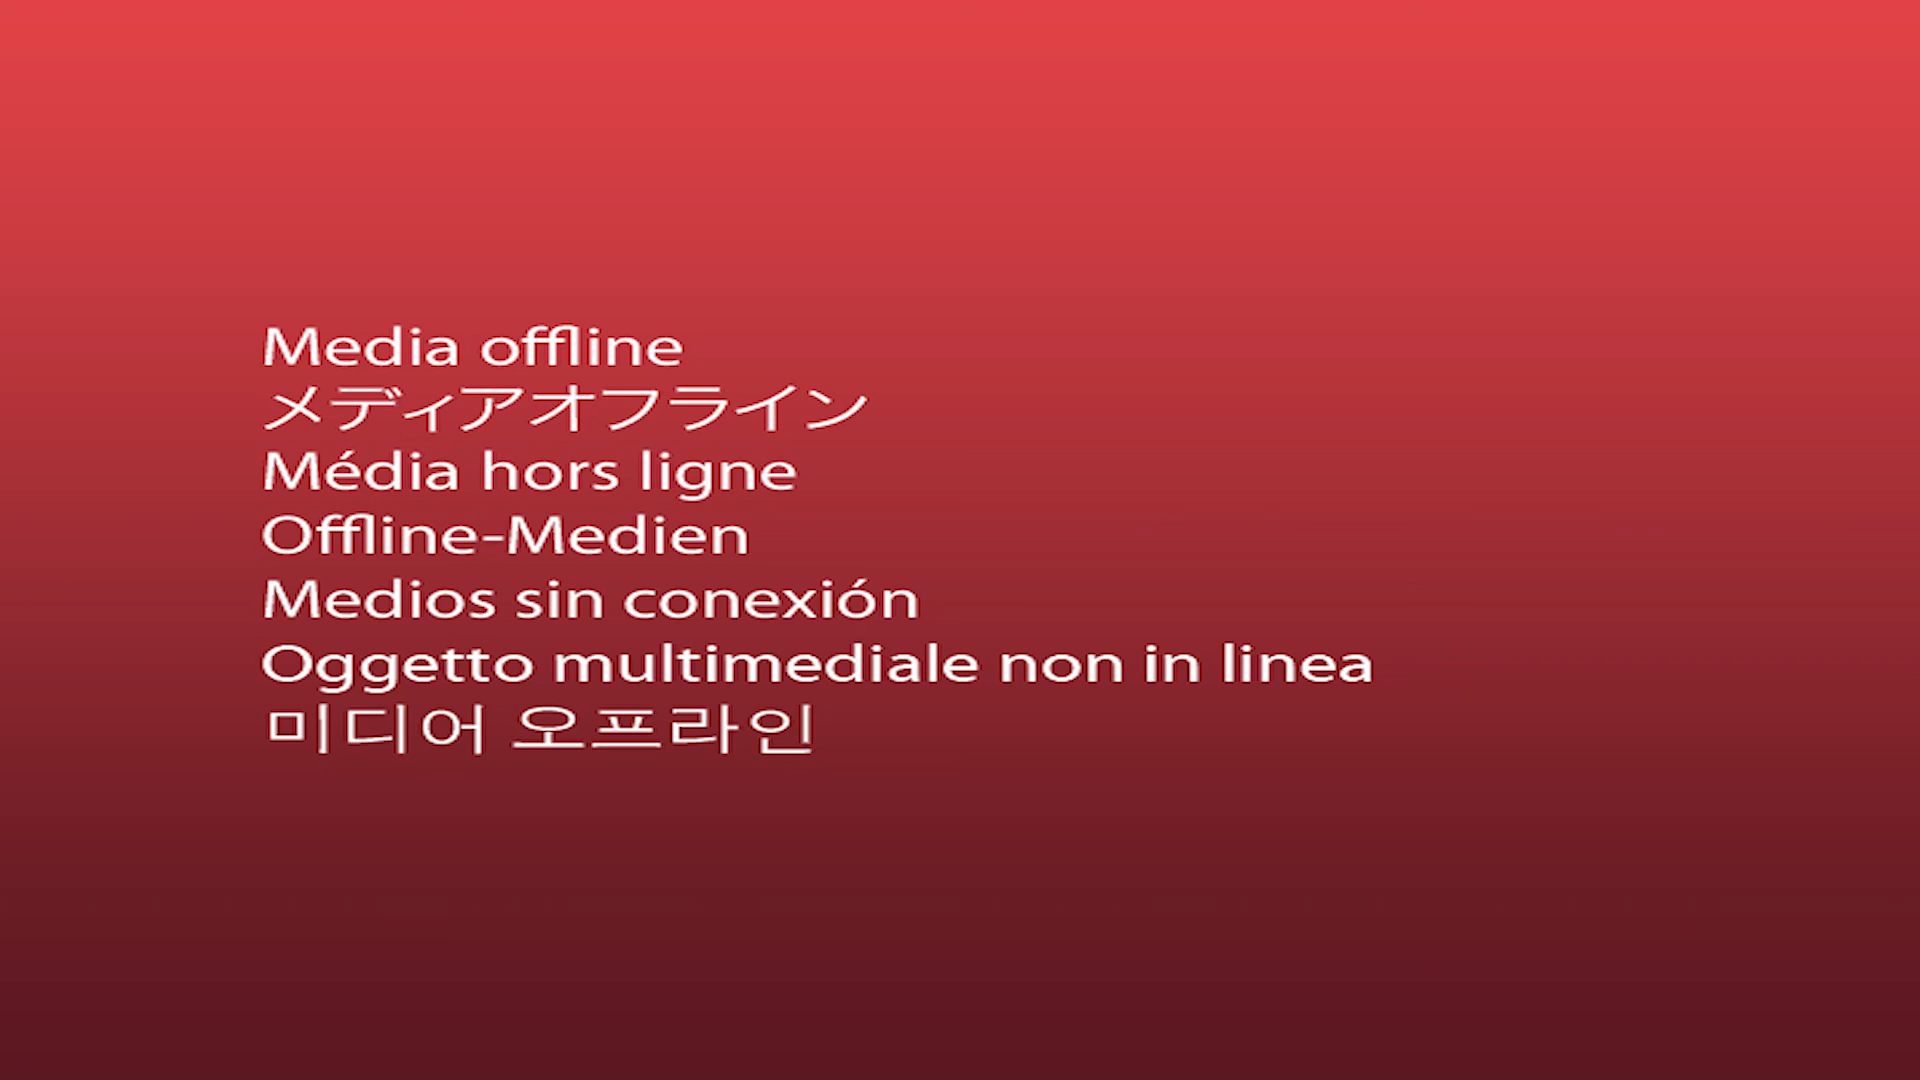 Media offline
メディアオフライン
Média hors ligne
Offline-Medien
Medios sin conexión
Oggetto multimediale non in linea
미디어 오프라인